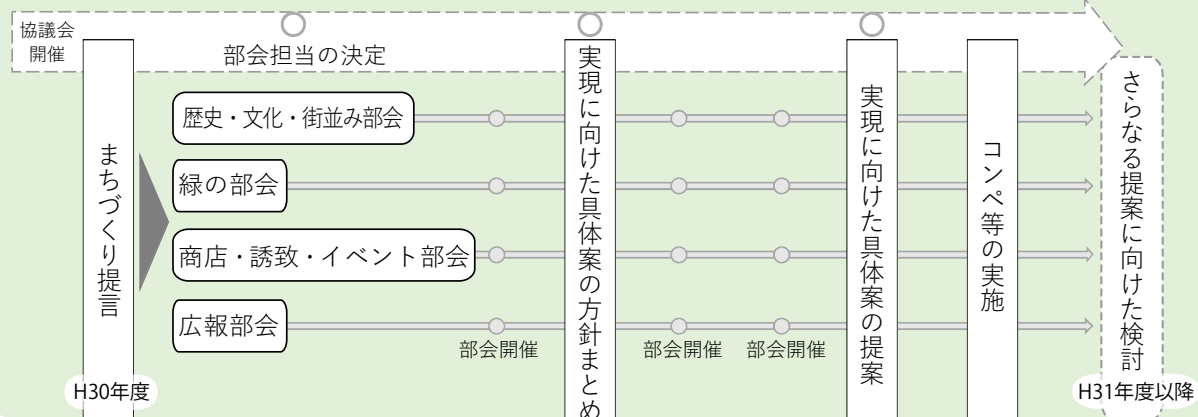 協議会
開催
部会担当の決定
まちづくり提言
H30年度
歴史・文化・街並み部会
緑の部会
商店・誘致・イベント部会
広報部会
部会開催
実現に向けた具体案の方針まとめ
部会開催
部会開催
実現に向けた具体案の提案
コンペ等の実施
さらなる提案に向けた検討
H31年度以降